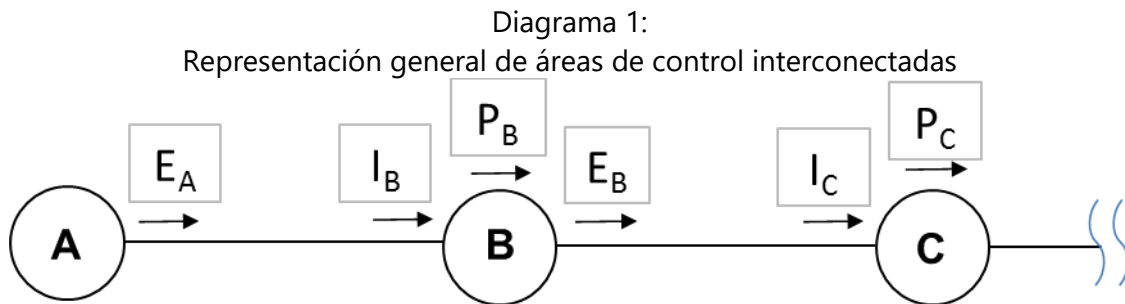 Diagrama 1:
Representación general de áreas de control interconectadas
P_B
P_C
E_A
I_B
E_B
I_C
A
B
C